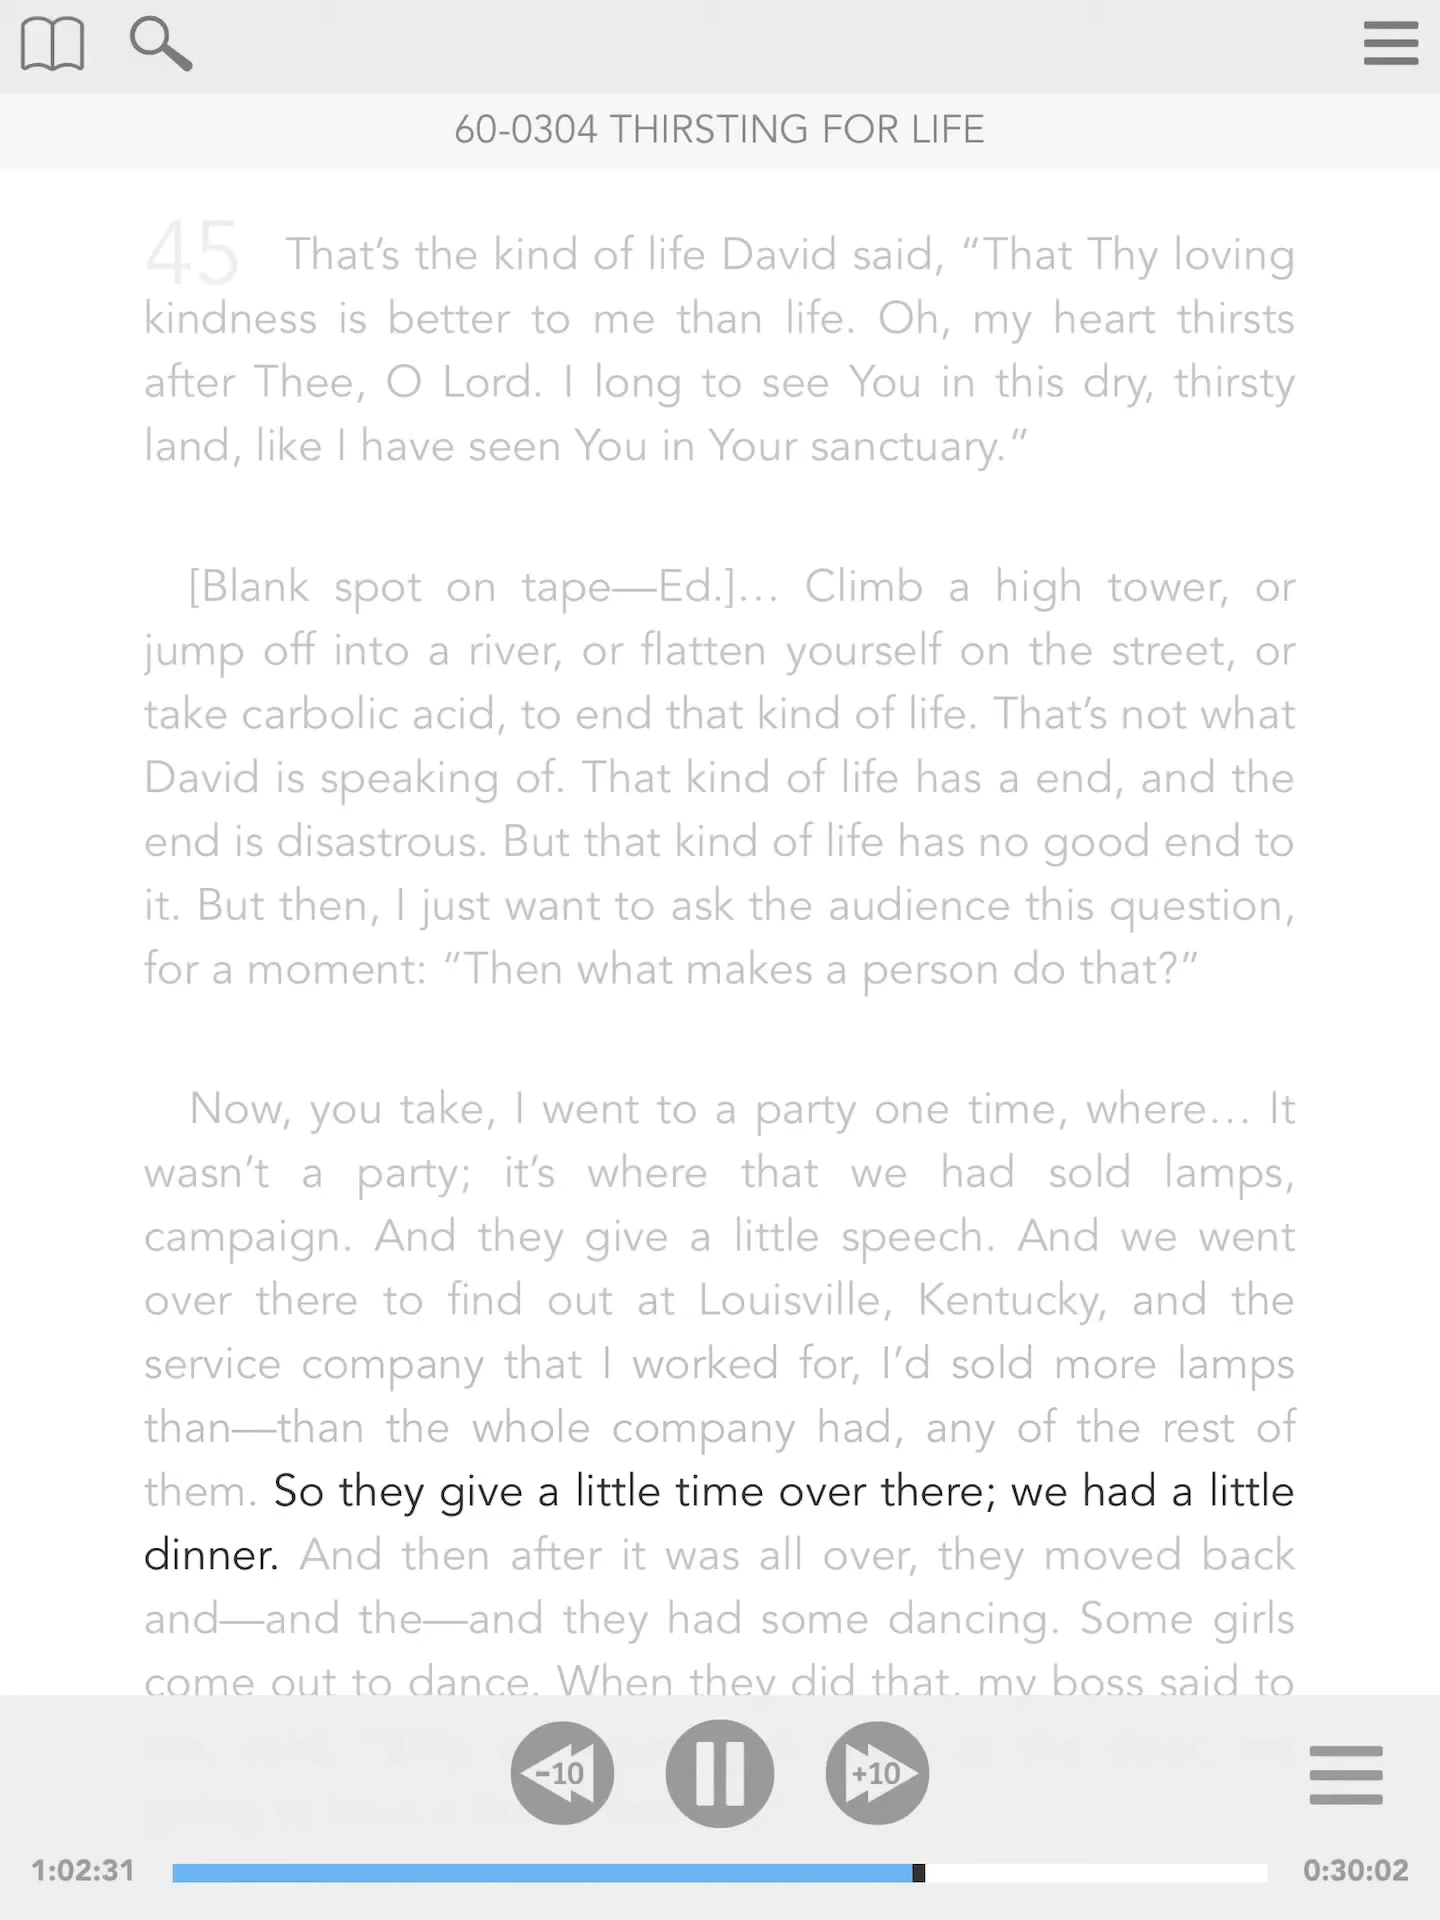 60-0304 THIRSTING FOR LIFE
45 That’s the kind of life David said, “That Thy loving
kindness is better to me than life. Oh, my heart thirsts
after Thee, O Lord. I long to see You in this dry, thirsty
land, like I have seen You in Your sanctuary.”
[Blank spot on tape—Ed.]… Climb a high tower, or
jump off into a river, or flatten yourself on the street, or
take carbolic acid, to end that kind of life. That’s not what
David is speaking of. That kind of life has a end, and the
end is disastrous. But that kind of life has no good end to
it. But then, I just want to ask the audience this question,
for a moment: “Then what makes a person do that?”
Now, you take, I went to a party one time, where… It
wasn’t a party; it’s where that we had sold lamps,
campaign. And they give a little speech. And we went
over there to find out at Louisville, Kentucky, and the
service company that I worked for, I’d sold more lamps
than—than the whole company had, any of the rest of
them. So they give a little time over there; we had a little
dinner. And then after it was all over, they moved back
and—and the—and they had some dancing. Some girls
come out to dance. When they did that, my boss said to
-10 +10
1:02:31 0:30:02